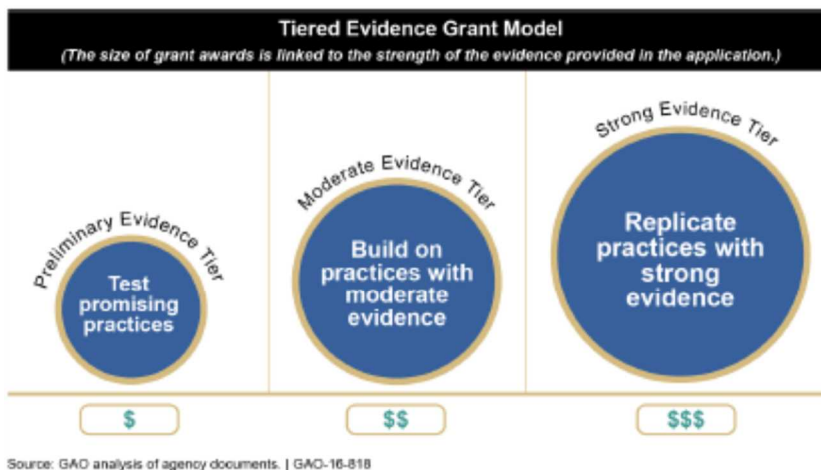 Tiered Evidence Grant Model
(The size of grant awards is linked to the strength of the evidence provided in the application.)
Preliminary Evidence Tier
Test
promising
practices
$
Moderate Evidence Tier
Build on
practices with
moderate
evidence
$$
Strong Evidence Tier
Replicate
practices with
strong
evidence
$$$
Source: GAO analysis of agency documents. | GAO-16-818